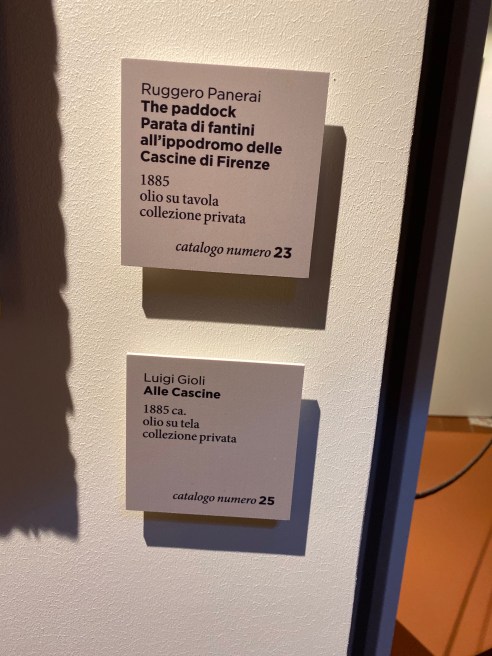 Ruggero Panerai
The paddock
Parata di fantini
all'ippodromo delle
Cascine di Firenze
1885
olio su tavola
collezione privata
catalogo numero 23
Luigi Gioli
Alle Cascine
1885 ca.
olio su tela
collezione privata
catalogo numero 25